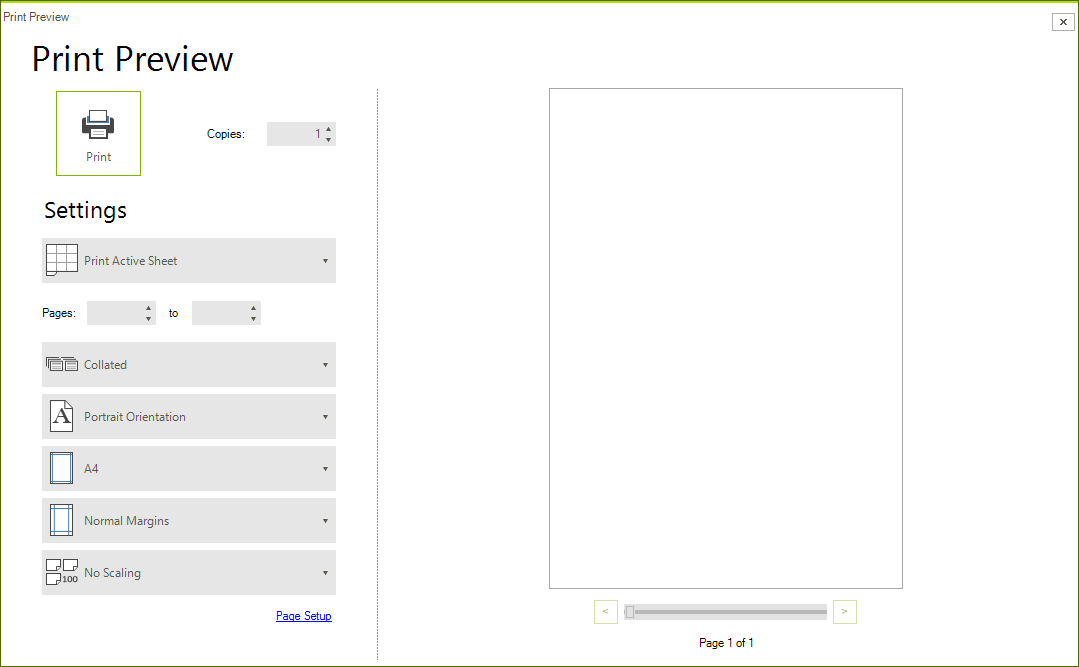 Print Preview
Print Preview
Print
Copies: 1
Settings
Print Active Sheet
Pages: to
Collated
A Portrait Orientation
A4
Normal Margins
100 No Scaling
Page Setup
< >
Page 1 of 1